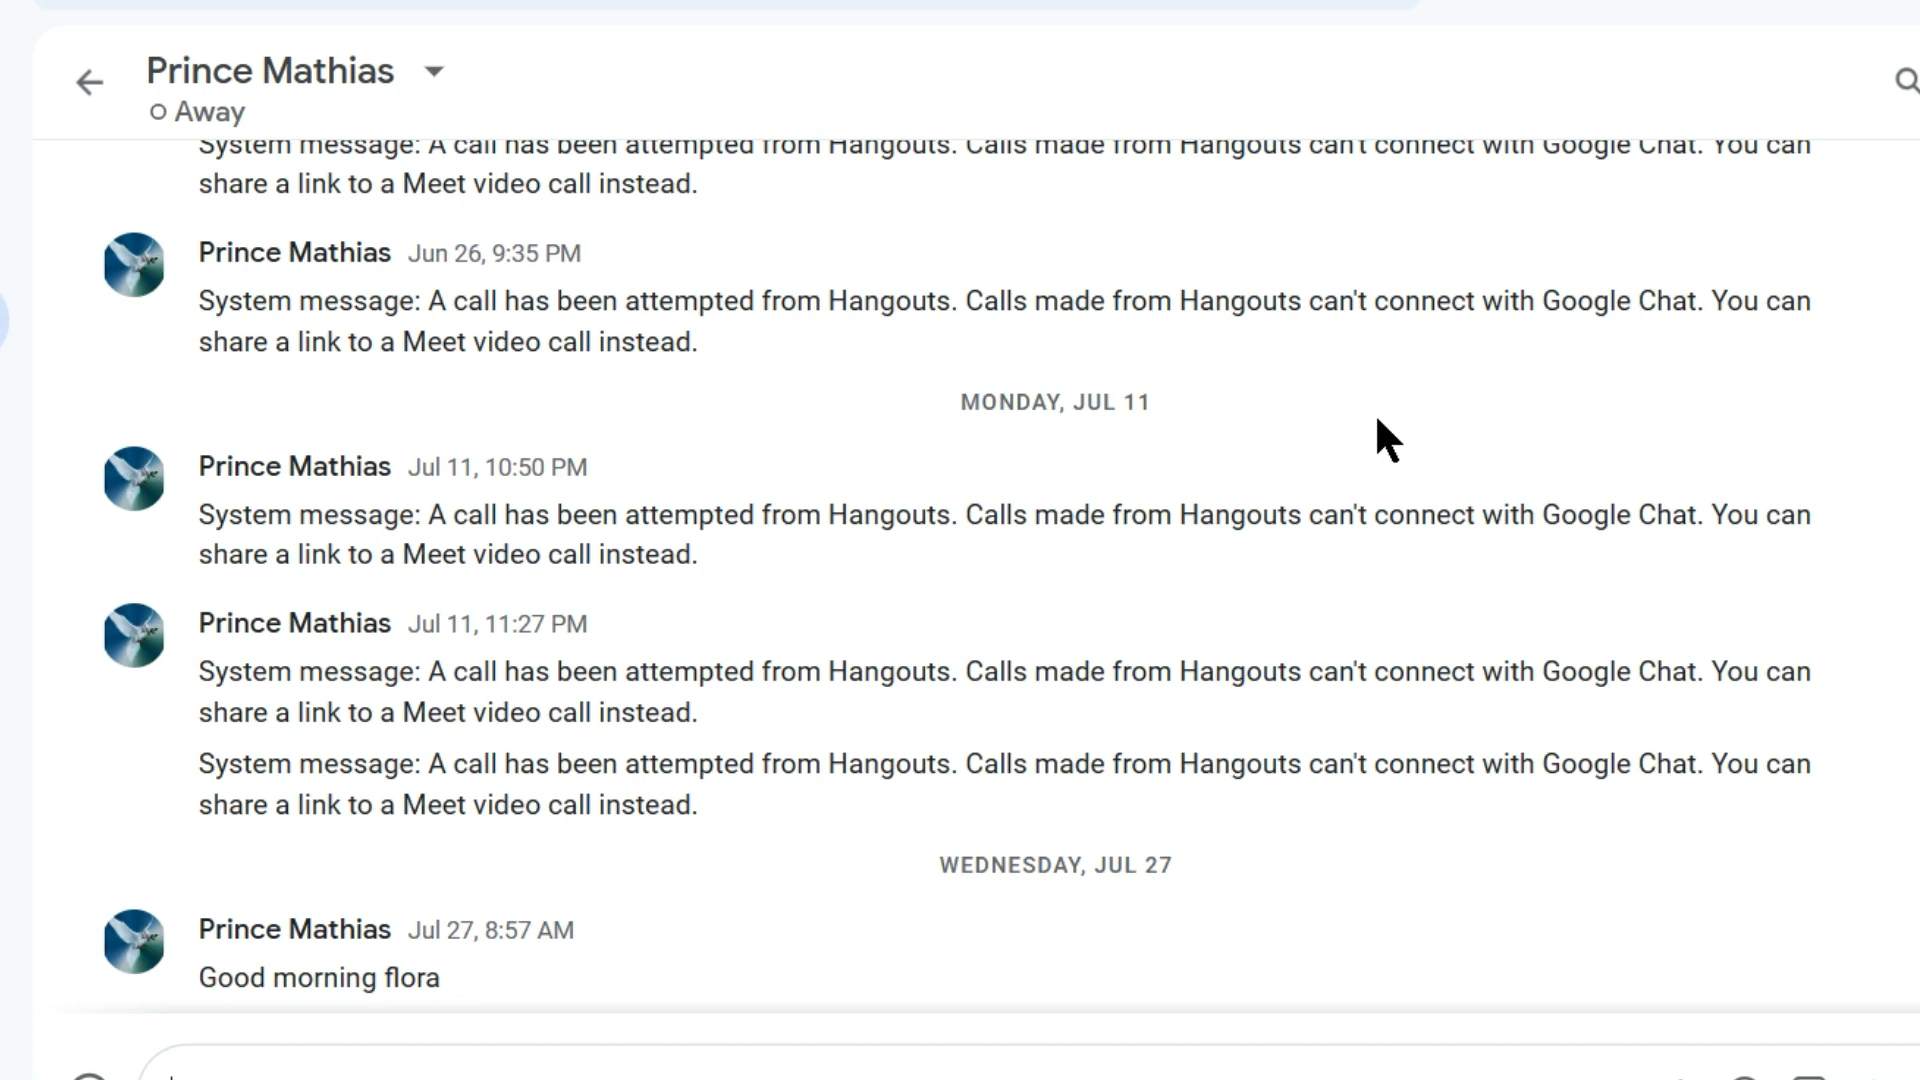 Prince Mathias
Away
System message: A call has been attempted from Hangouts. Calls made from Hangouts can't connect with Google Chat. You can
share a link to a Meet video call instead.
Prince Mathias Jun 26, 9:35 PM
System message: A call has been attempted from Hangouts. Calls made from Hangouts can't connect with Google Chat. You can
share a link to a Meet video call instead.
MONDAY, JUL 11
Prince Mathias Jul 11, 10:50 PM
System message: A call has been attempted from Hangouts. Calls made from Hangouts can't connect with Google Chat. You can
share a link to a Meet video call instead.
Prince Mathias Jul 11, 11:27 PM
System message: A call has been attempted from Hangouts. Calls made from Hangouts can't connect with Google Chat. You can
share a link to a Meet video call instead.
System message: A call has been attempted from Hangouts. Calls made from Hangouts can't connect with Google Chat. You can
share a link to a Meet video call instead.
WEDNESDAY, JUL 27
Prince Mathias Jul 27, 8:57 AM
Good morning flora